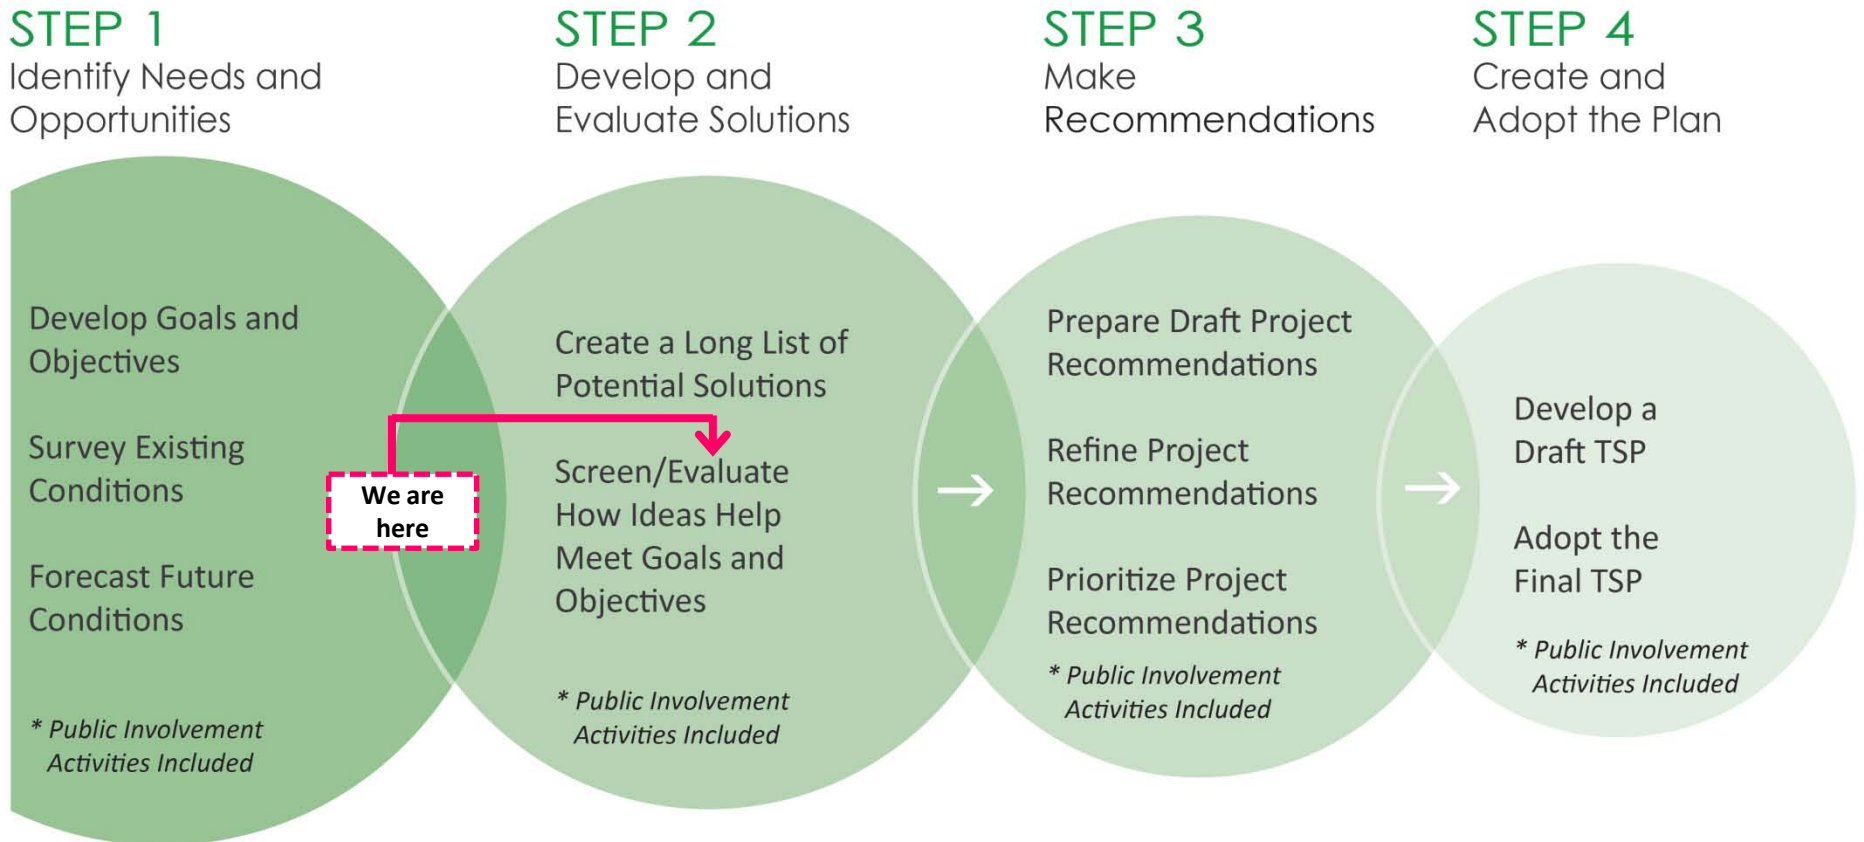 STEP 1
Identify Needs and
Opportunities
Develop Goals and
Objectives
Survey Existing
Conditions
Forecast Future
Conditions
* Public Involvement
Activities Included
We are
here
STEP 2
Develop and
Evaluate Solutions
Create a Long List of
Potential Solutions
Screen/Evaluate
How Ideas Help
Meet Goals and
Objectives
* Public Involvement
Activities Included
STEP 3
Make
Recommendations
Prepare Draft Project
Recommendations
Refine Project
Recommendations
Prioritize Project
Recommendations
* Public Involvement
Activities Included
STEP 4
Create and
Adopt the Plan
Develop a
Draft TSP
Adopt the
Final TSP
* Public Involvement
Activities Included